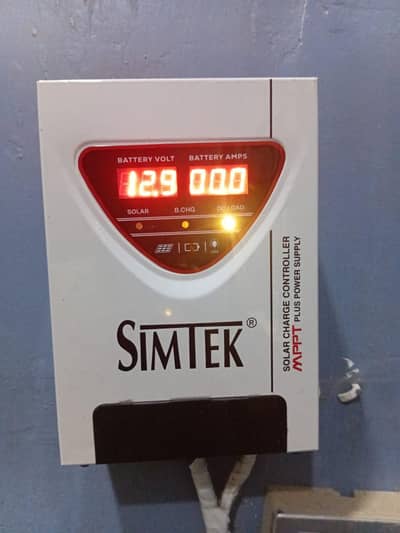 BATTERY VOLT BATTERY AMPS
12.9 00.0
SOLAR B.CHG DC LOAD
SIMTEK®
SOLAR CHARGE CONTROLLER
MPPT PLUS POWER SUPPLY